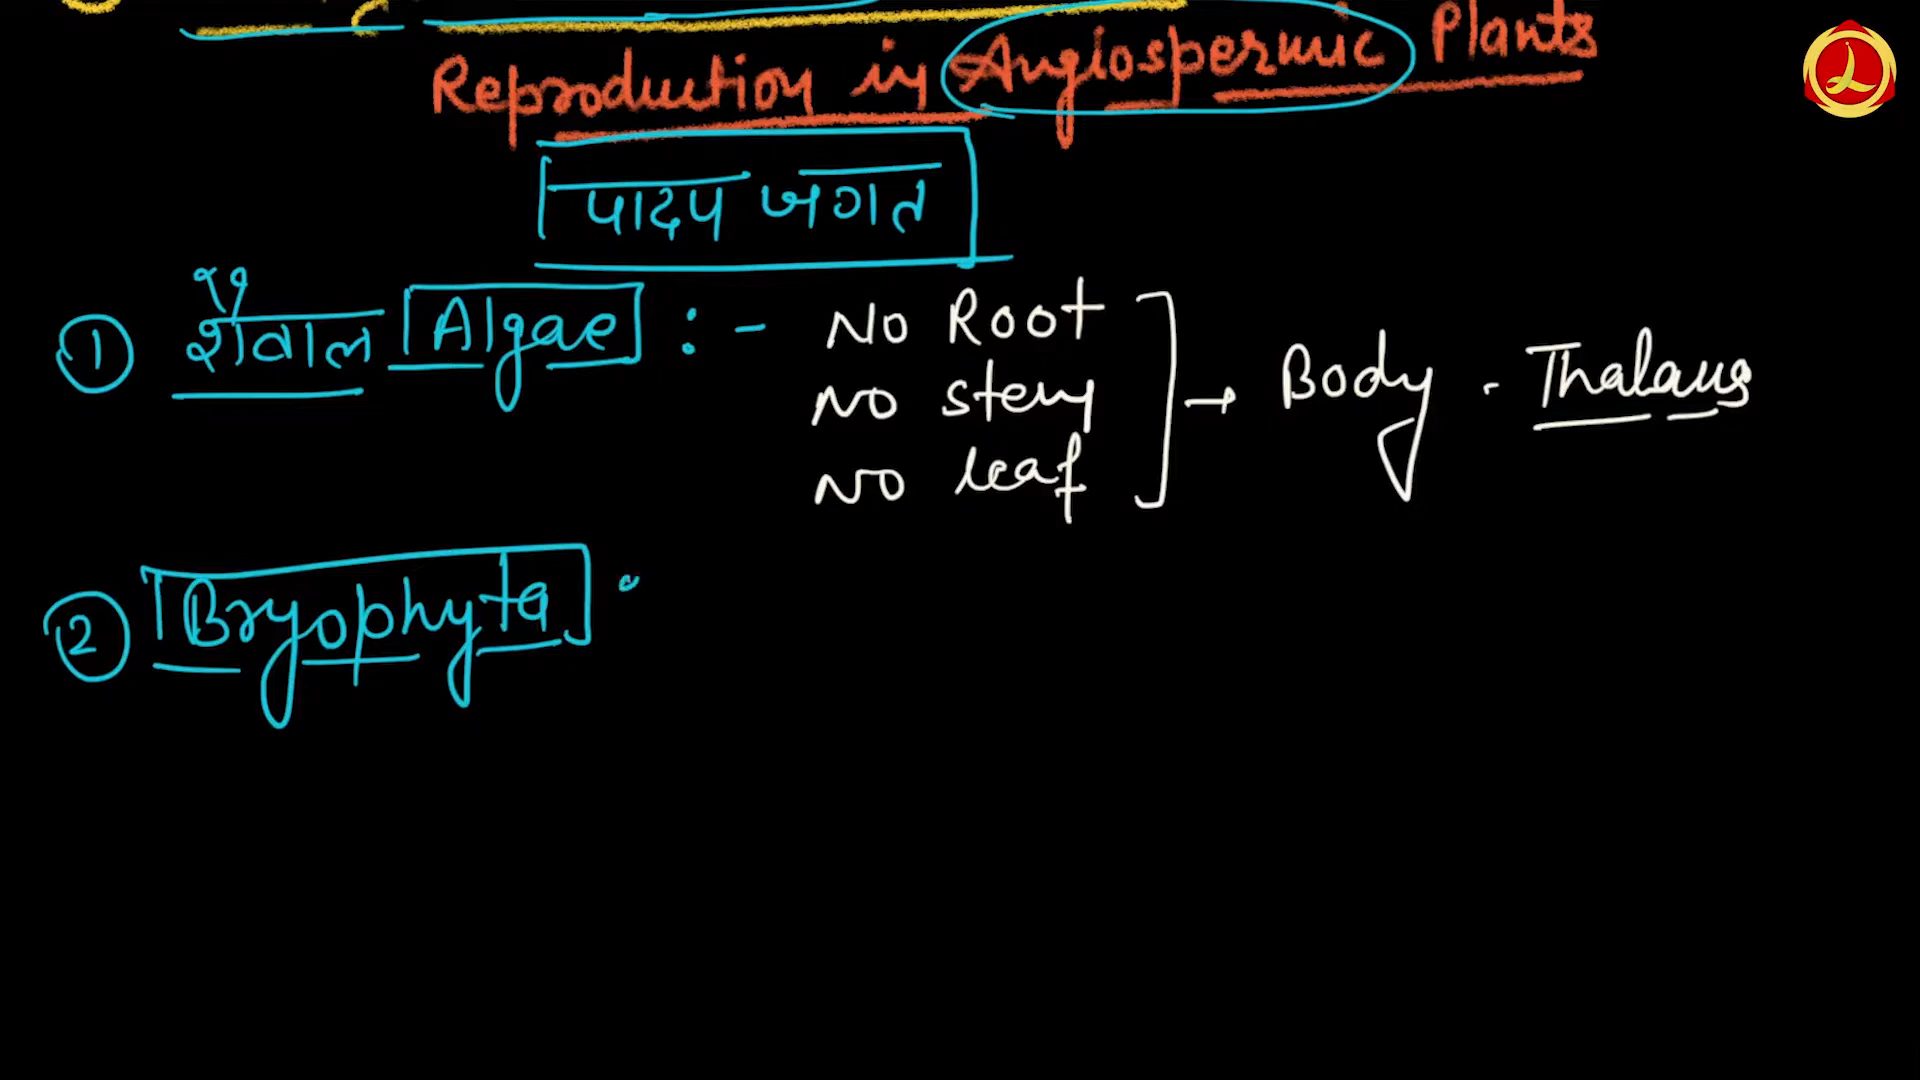 Reproduction in Angiospermic Plants
पादप जगत
① शैवाल Algae :- No Root
No stem
No leaf
→ Body . Thalaus
② Bryophyta